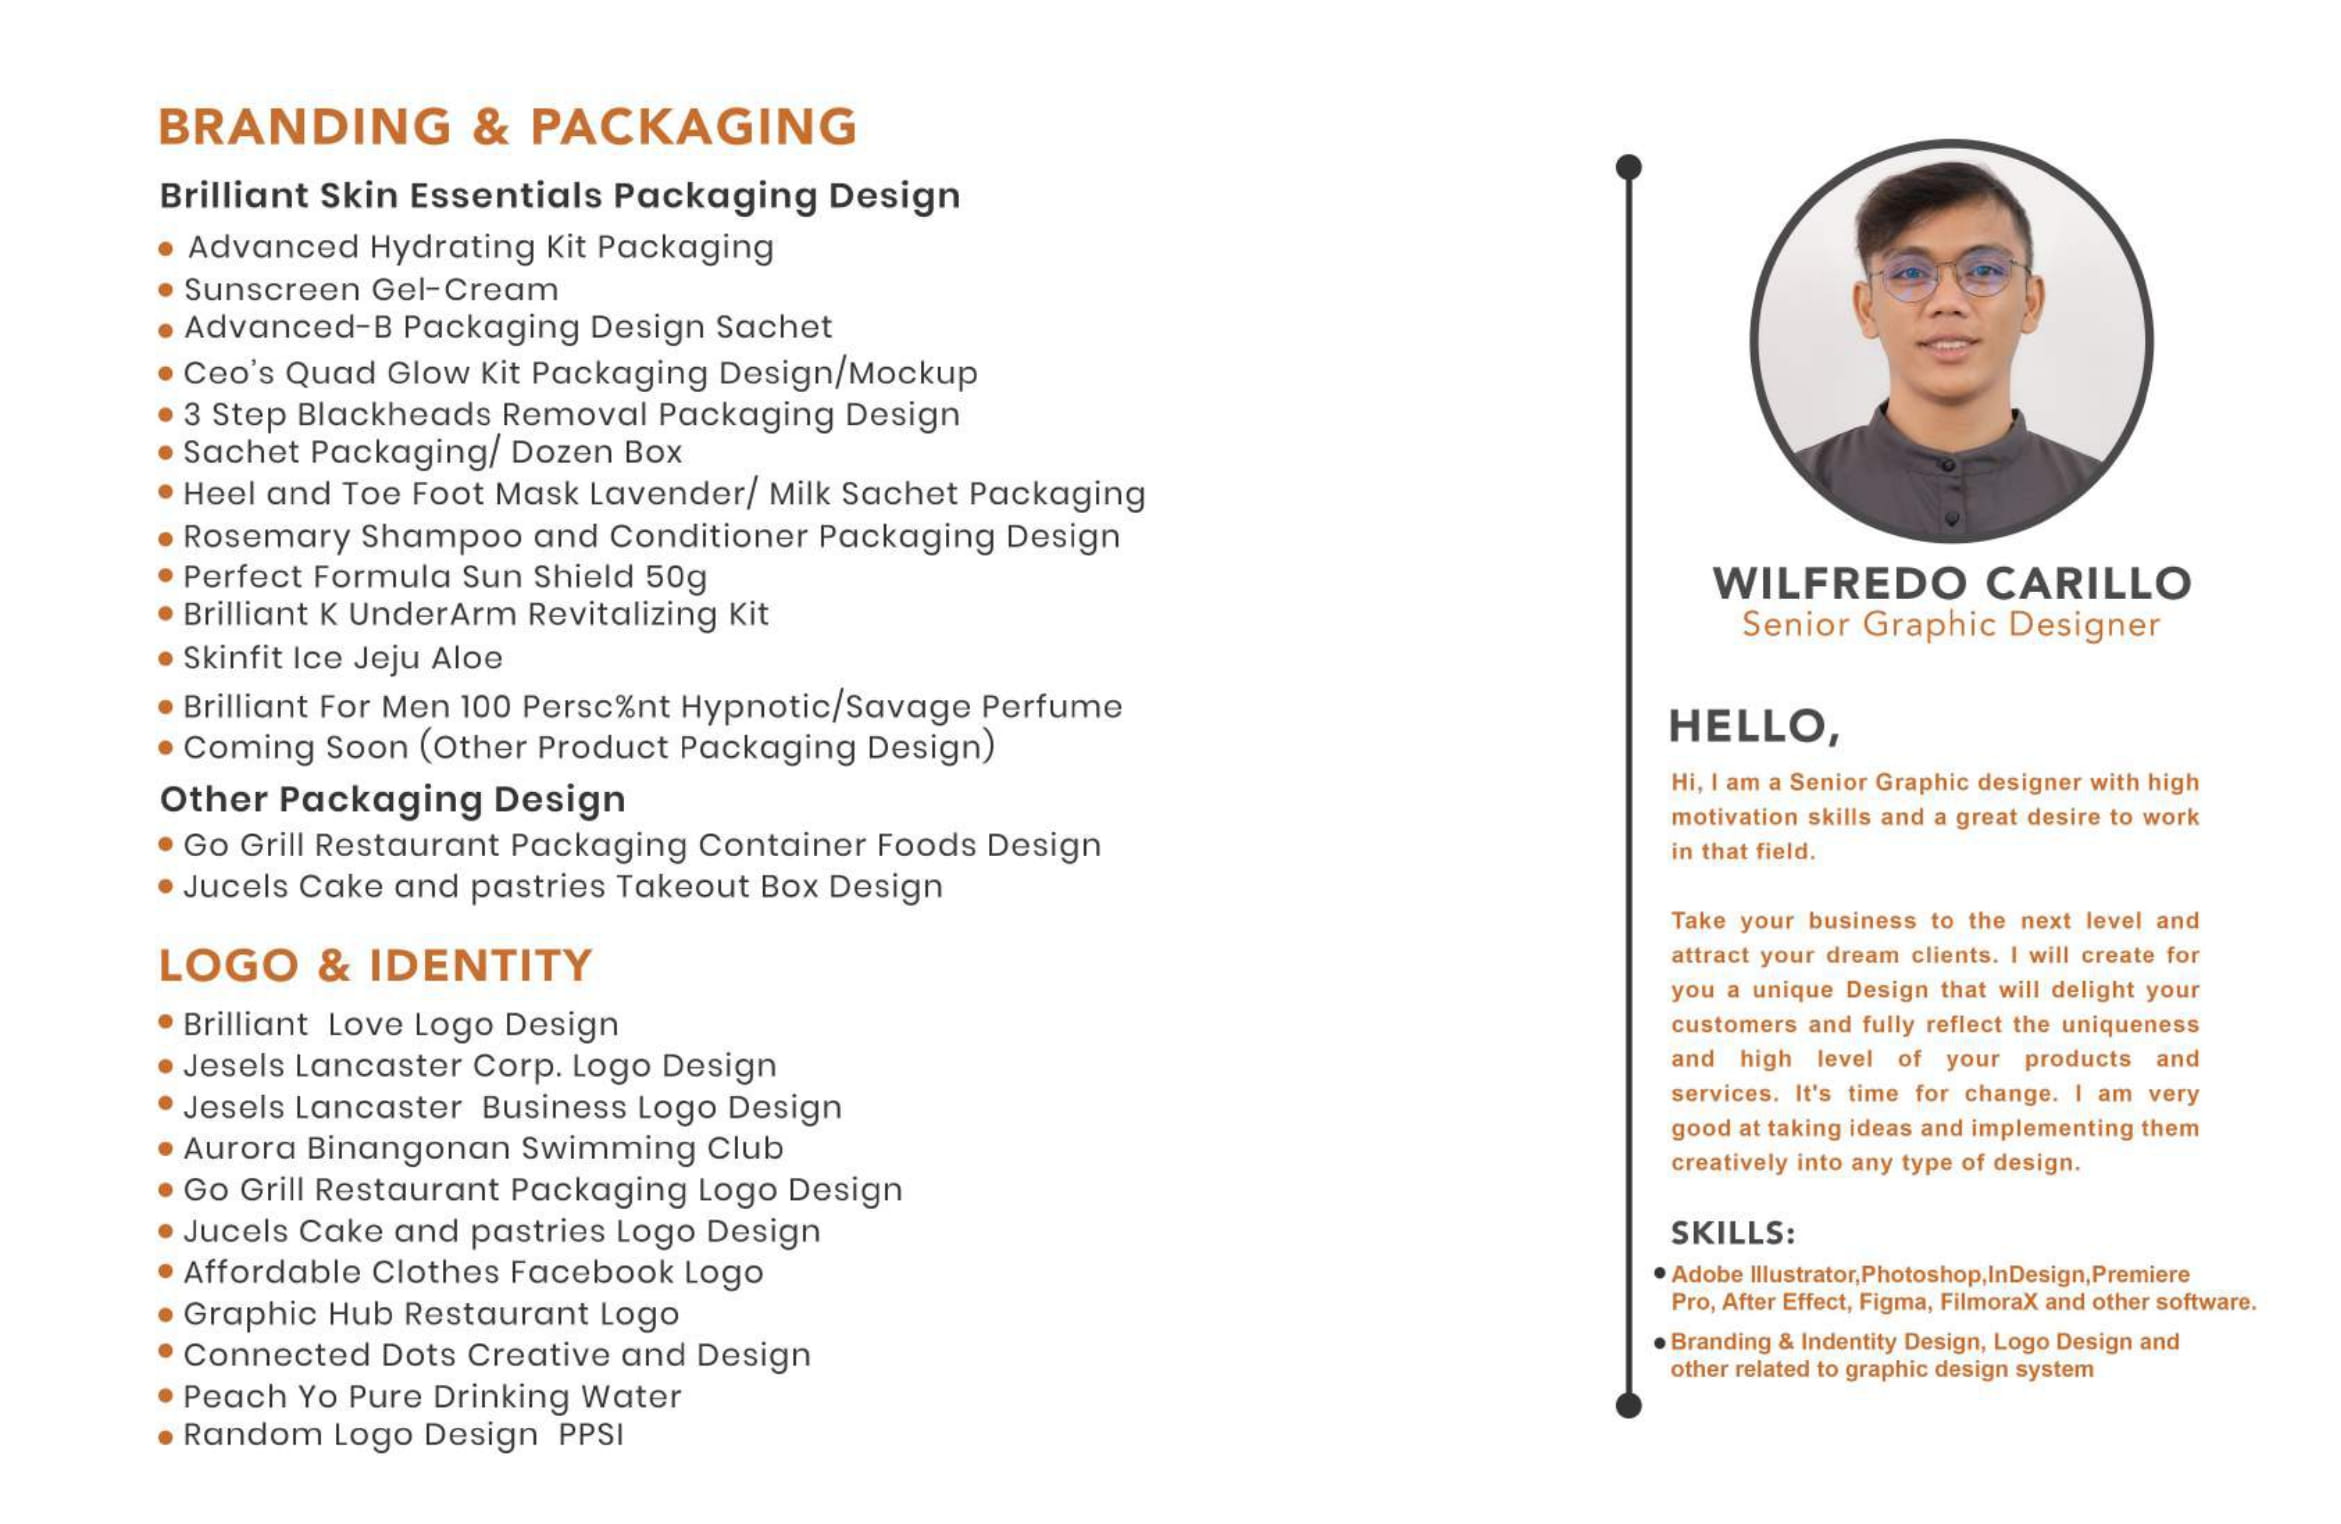 BRANDING & PACKAGING
Brilliant Skin Essentials Packaging Design
Advanced Hydrating Kit Packaging
Sunscreen Gel-Cream
Advanced-B Packaging Design Sachet
Ceo's Quad Glow Kit Packaging Design/Mockup
3 Step Blackheads Removal Packaging Design
Sachet Packaging/ Dozen Box
Heel and Toe Foot Mask Lavender/ Milk Sachet Packaging
Rosemary Shampoo and Conditioner Packaging Design
Perfect Formula Sun Shield 50g
Brilliant K UnderArm Revitalizing Kit
Skinfit Ice Jeju Aloe
Brilliant For Men 100 Persc%nt Hypnotic/Savage Perfume
Coming Soon (Other Product Packaging Design)
Other Packaging Design
Go Grill Restaurant Packaging Container Foods Design
Jucels Cake and pastries Takeout Box Design
LOGO & IDENTITY
Brilliant Love Logo Design
Jesels Lancaster Corp. Logo Design
Jesels Lancaster Business Logo Design
Aurora Binangonan Swimming Club
Go Grill Restaurant Packaging Logo Design
Jucels Cake and pastries Logo Design
Affordable Clothes Facebook Logo
Graphic Hub Restaurant Logo
Connected Dots Creative and Design
Peach Yo Pure Drinking Water
Random Logo Design PPSI
WILFREDO CARILLO
Senior Graphic Designer
HELLO,
Hi, I am a Senior Graphic designer with high
motivation skills and a great desire to work
in that field.
Take your business to the next level and
attract your dream clients. I will create for
you a unique Design that will delight your
customers and fully reflect the uniqueness
and high level of your products and
services. It's time for change. I am very
good at taking ideas and implementing them
creatively into any type of design.
SKILLS:
Adobe Illustrator,Photoshop,InDesign,Premiere
Pro, After Effect, Figma, FilmoraX and other software.
Branding & Indentity Design, Logo Design and
other related to graphic design system